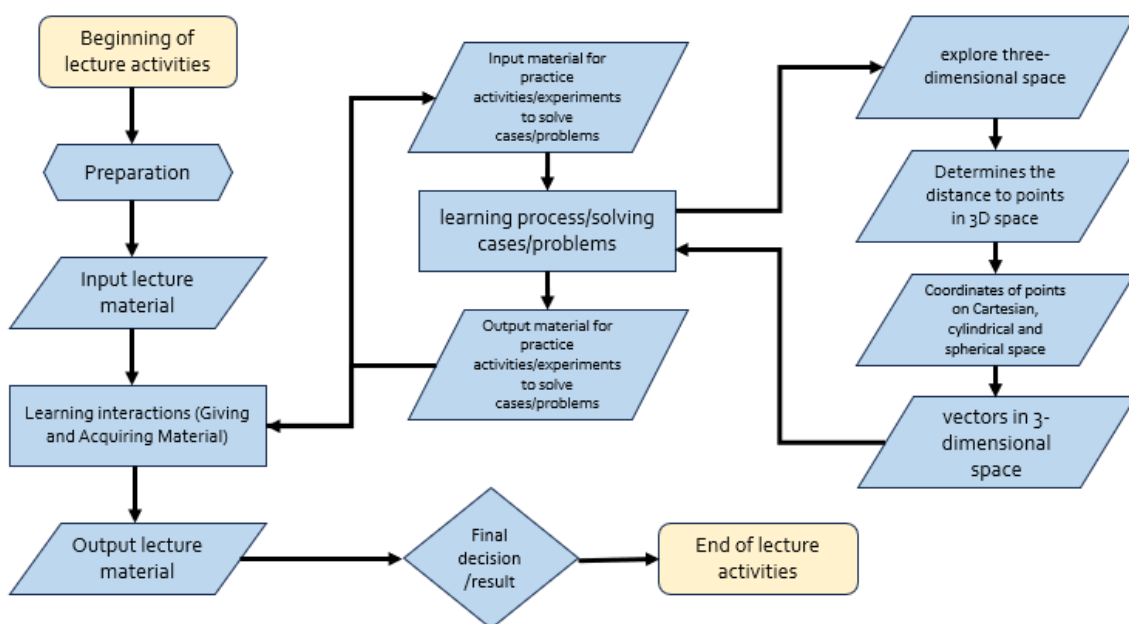 Beginning of
lecture activities
Preparation
Input lecture
material
Learning interactions (Giving
and Acquiring Material)
Output lecture
material
Input material for
practice
activities/experiments
to solve
cases/problems
learning process/solving
cases/problems
Output material for
practice
activities/experiments
to solve
cases/problems
explore three-
dimensional space
Determines the
distance to points
in 3D space
Coordinates of points
on Cartesian,
cylindrical and
spherical space
vectors in 3-
dimensional
space
Final
decision
/result
End of lecture
activities